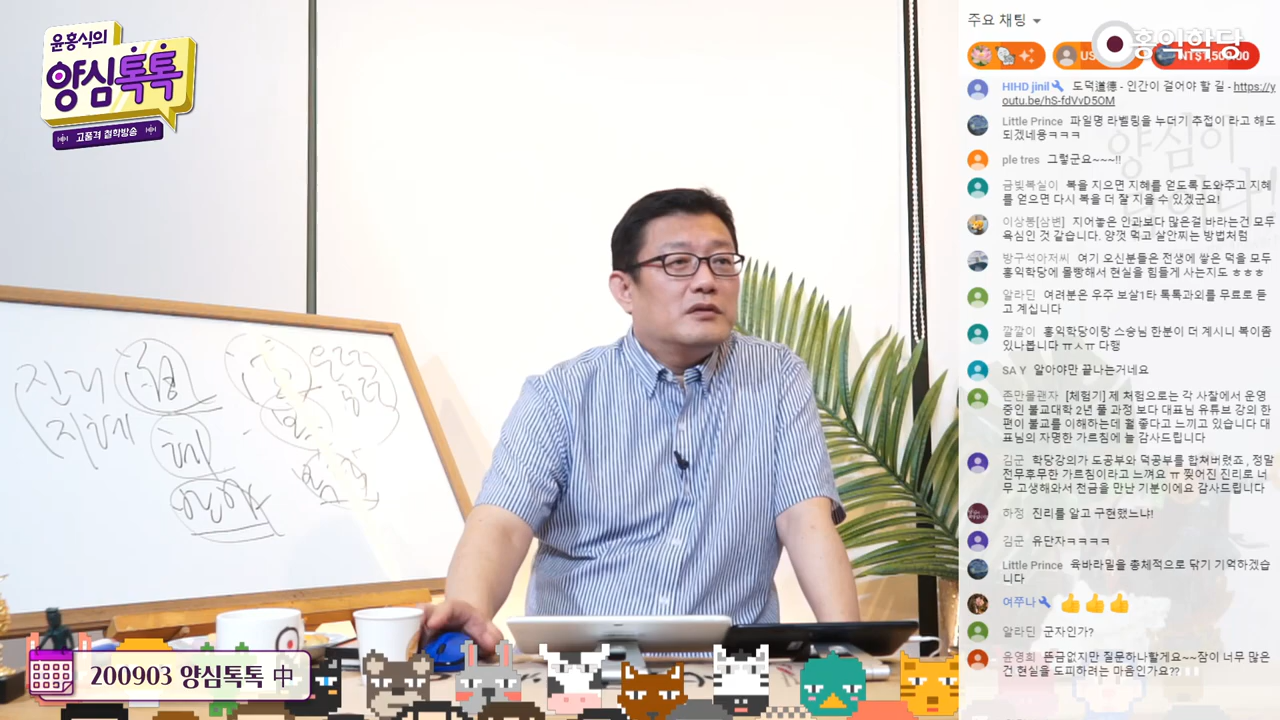 윤홍식의
양심톡톡
고품격 철학방송
진리
지혜
200903 양심톡톡 中
주요 채팅
홍익학당
HIHD jinil 도덕道德 - 인간이 걸어야 할 길 - https://y
outu.be/hS-fdVvD5OM
Little Prince 파일명 라벨링을 누더기 추접이 라고 해도
되겠네용ㅋㅋㅋ
ple tres 그렇군요~~~!!
금빛복실이 복을 지으면 지혜를 얻도록 도와주고 지혜
를 얻으면 다시 복을 더 잘 지을 수 있겠군요!
이상봉[삼변] 지어놓은 인과보다 많은걸 바라는건 모두
욕심인 것 같습니다. 양껏 먹고 살안찌는 방법처럼
방구석아저씨 여기 오신분들은 전생에 쌓은 덕을 모두
홍익학당에 몰빵해서 현실을 힘들게 사는지도 ㅎㅎㅎ
알라딘 여러분은 우주 보살1타 톡톡과외를 무료로 듣
고 계십니다
깔깔이 홍익학당이랑 스승님 한분이 더 계시니 복이좀
있나봅니다 ㅠㅅㅠ 다행
SA Y 알아야만 끝나는거네요
존만물괜자 [체험기] 제 처험으로는 각 사찰에서 운영
중인 불교대학 2년 풀 과정 보다 대표님 유튜브 강의 한
편이 불교를 이해하는데 훨 좋다고 느끼고 있습니다 대
표님의 자명한 가르침에 늘 감사드립니다
김군 학당강의가 도공부와 덕공부를 합쳐버렸죠 , 정말
전무후무한 가르침이라고 느껴요 ㅠ 찢어진 진리로 너
무 고생해와서 천금을 만난 기분이에요 감사드립니다
하정 진리를 알고 구현했느냐!
김군 유단자ㅋㅋㅋㅋ
Little Prince 육바라밀을 총체적으로 닦기 기억하겠습
니다
여쭈나
알라딘 군자인가?
윤영희 뜬금없지만 질문하나할게요~~잠이 너무 많은
건 현실을 도피하려는 마음인가요??